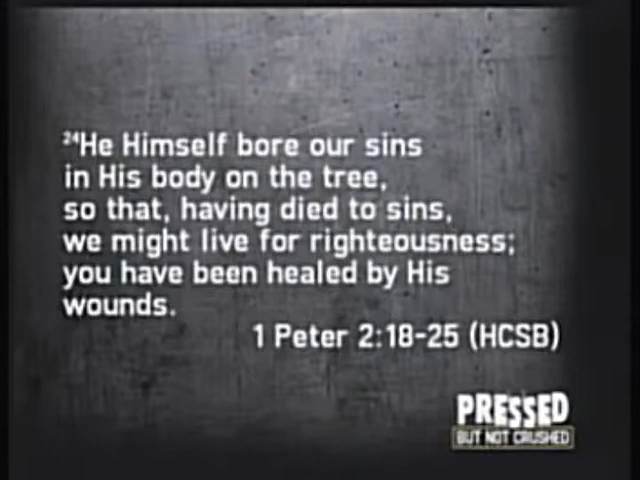 ²⁴He Himself bore our sins
in His body on the tree,
so that, having died to sins,
we might live for righteousness;
you have been healed by His
wounds.
1 Peter 2:18-25 (HCSB)
PRESSED
BUT NOT CRUSHED